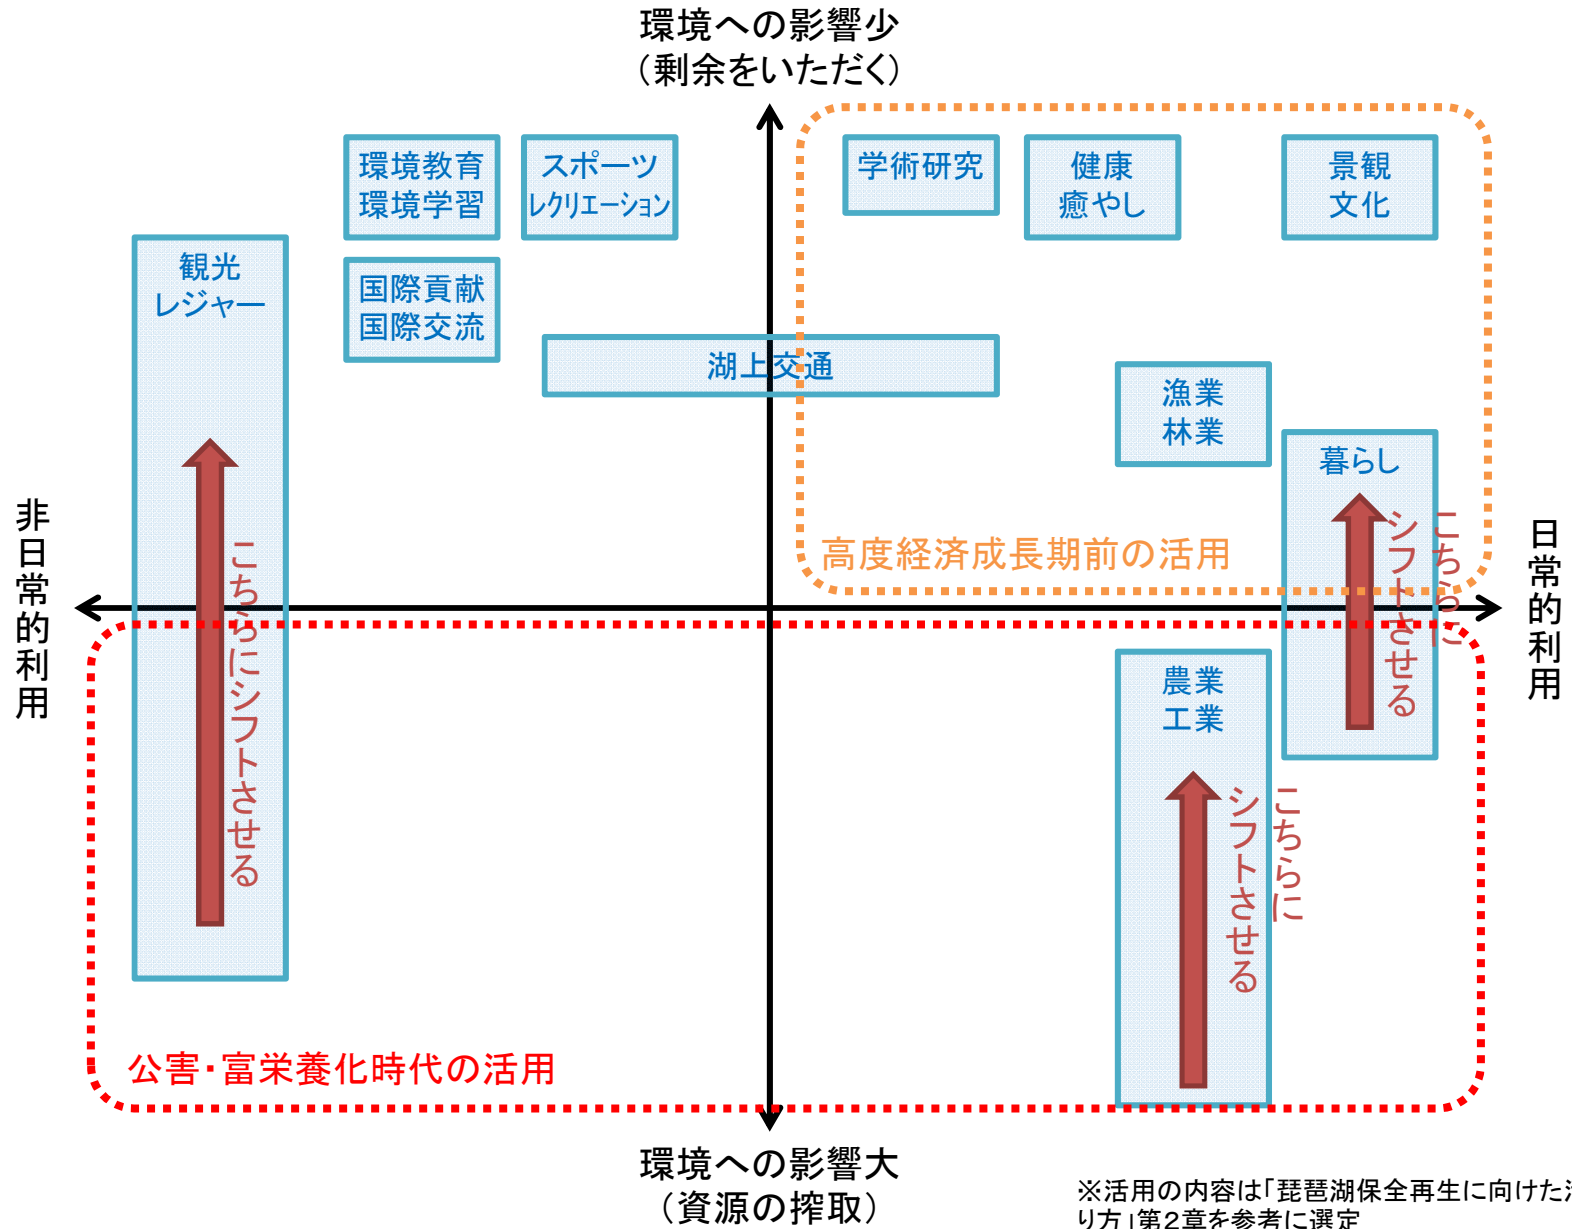 環境への影響少
（剰余をいただく）
環境教育
環境学習
スポーツ
レクリエーション
学術研究
健康
癒やし
景観
文化
観光
レジャー
国際貢献
国際交流
湖上交通
漁業
林業
暮らし
こちらに
シフトさせる
高度経済成長期前の活用
非日常的利用
日常的利用
こちらにシフトさせる
農業
工業
こちらに
シフトさせる
公害・富栄養化時代の活用
環境への影響大
（資源の搾取）
※活用の内容は「琵琶湖保全再生に向けた
り方」第2章を参考に選定